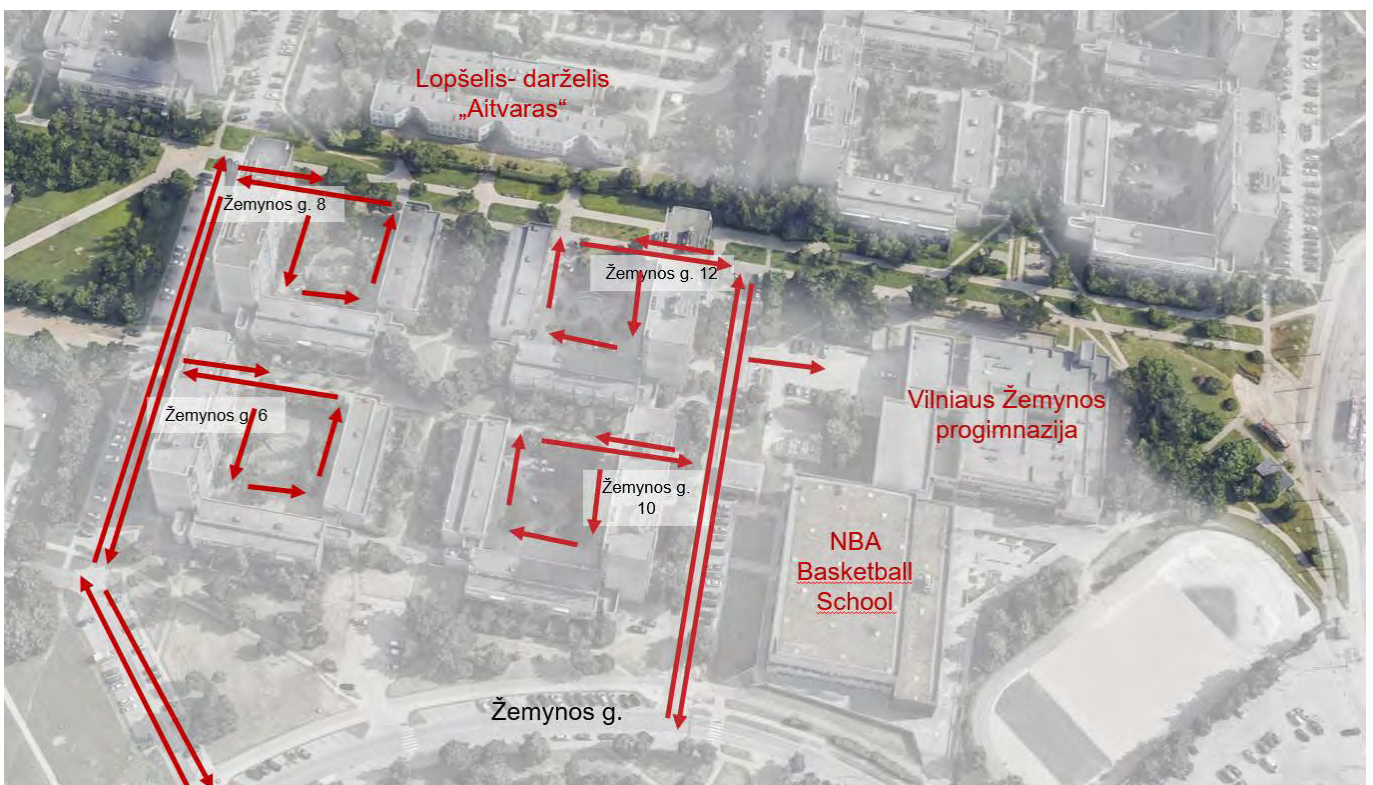 Lopšelis- darželis
„Aitvaras“
Žemynos g. 8
Žemynos g. 12
Žemynos g. 6
Vilniaus Žemynos
progimnazija
Žemynos g.
10
NBA
Basketball
School
Žemynos g.